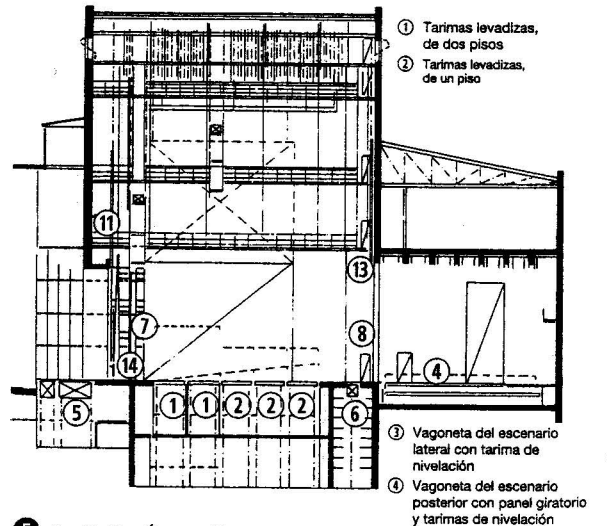 ① Tarimas levadizas,
de dos pisos
② Tarimas levadizas,
de un piso
11
13
7
8
14
4
5
1 1 2 2 2
6
③ Vagoneta del escenario
lateral con tarima de
nivelación
④ Vagoneta del escenario
posterior con panel giratorio
y tarimas de nivelación
5